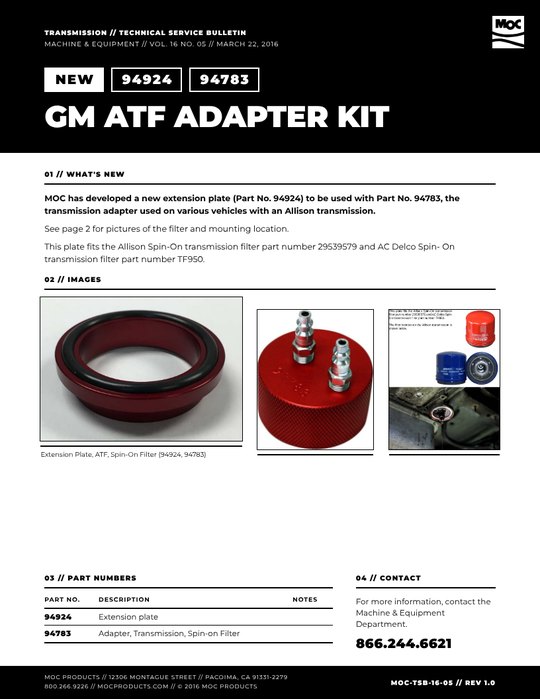 TRANSMISSION // TECHNICAL SERVICE BULLETIN
MACHINE & EQUIPMENT // VOL. 16 NO. 05 // MARCH 22, 2016
MOC
NEW 94924 94783
GM ATF ADAPTER KIT
01 // WHAT'S NEW
MOC has developed a new extension plate (Part No. 94924) to be used with Part No. 94783, the
transmission adapter used on various vehicles with an Allison transmission.
See page 2 for pictures of the filter and mounting location.
This plate fits the Allison Spin-On transmission filter part number 29539579 and AC Delco Spin- On
transmission filter part number TF950.
02 // IMAGES
Extension Plate, ATF, Spin-On Filter (94924, 94783)
03 // PART NUMBERS
PART NO. DESCRIPTION NOTES
94924 Extension plate
94783 Adapter, Transmission, Spin-on Filter
04 // CONTACT
For more information, contact the
Machine & Equipment
Department.
866.244.6621
MOC PRODUCTS // 12306 MONTAGUE STREET // PACOIMA, CA 91331-2279
800.266.9226 // MOCPRODUCTS.COM // © 2016 MOC PRODUCTS
MOC-TSB-16-05 // REV 1.0